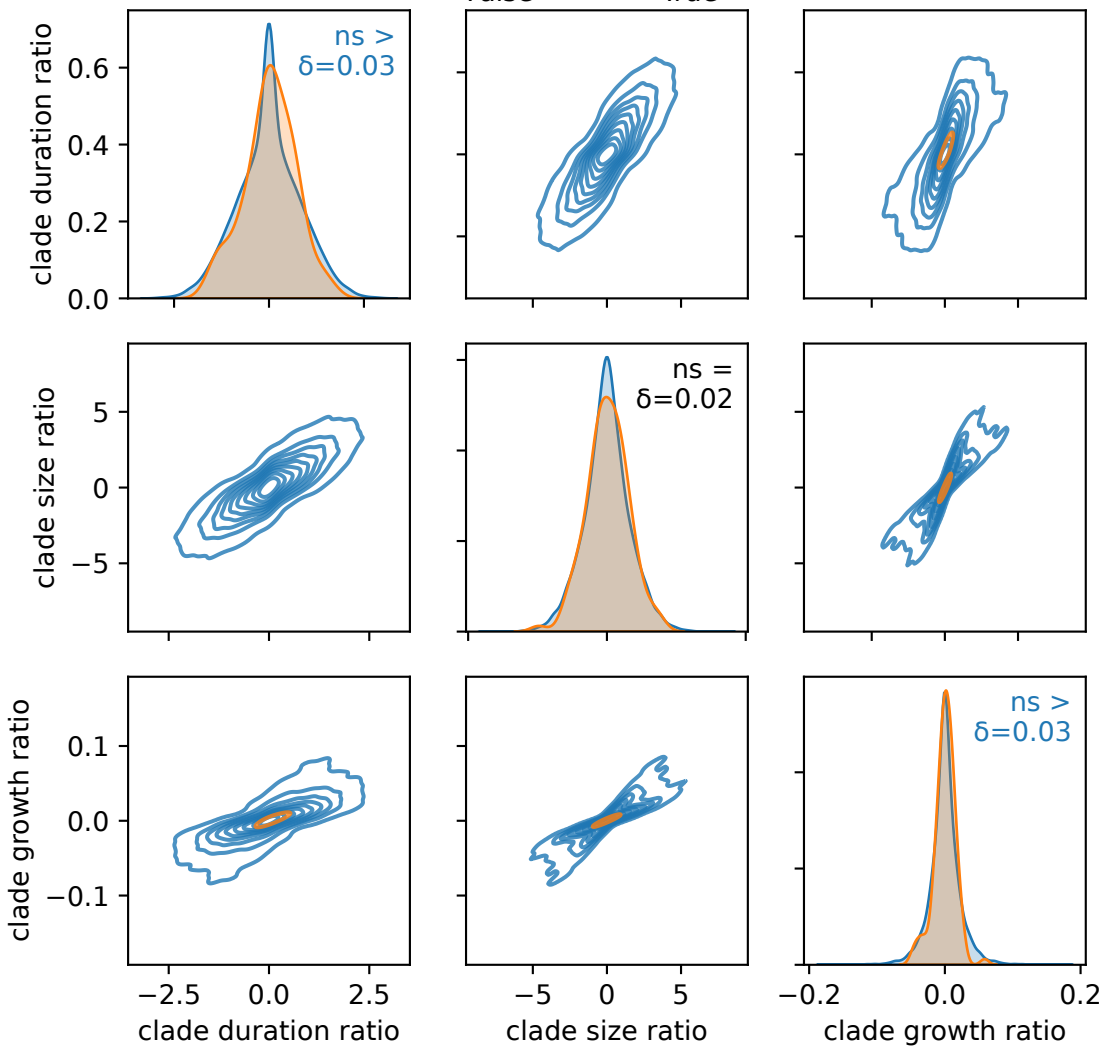 clade duration ratio
0.6
0.4
0.2
0.0
ns >
δ=0.03
clade size ratio
5
0
−5
ns =
δ=0.02
clade growth ratio
0.1
0.0
−0.1
ns >
δ=0.03
−2.5 0.0 2.5
−5 0 5
−0.2 0.0 0.2
clade duration ratio
clade size ratio
clade growth ratio